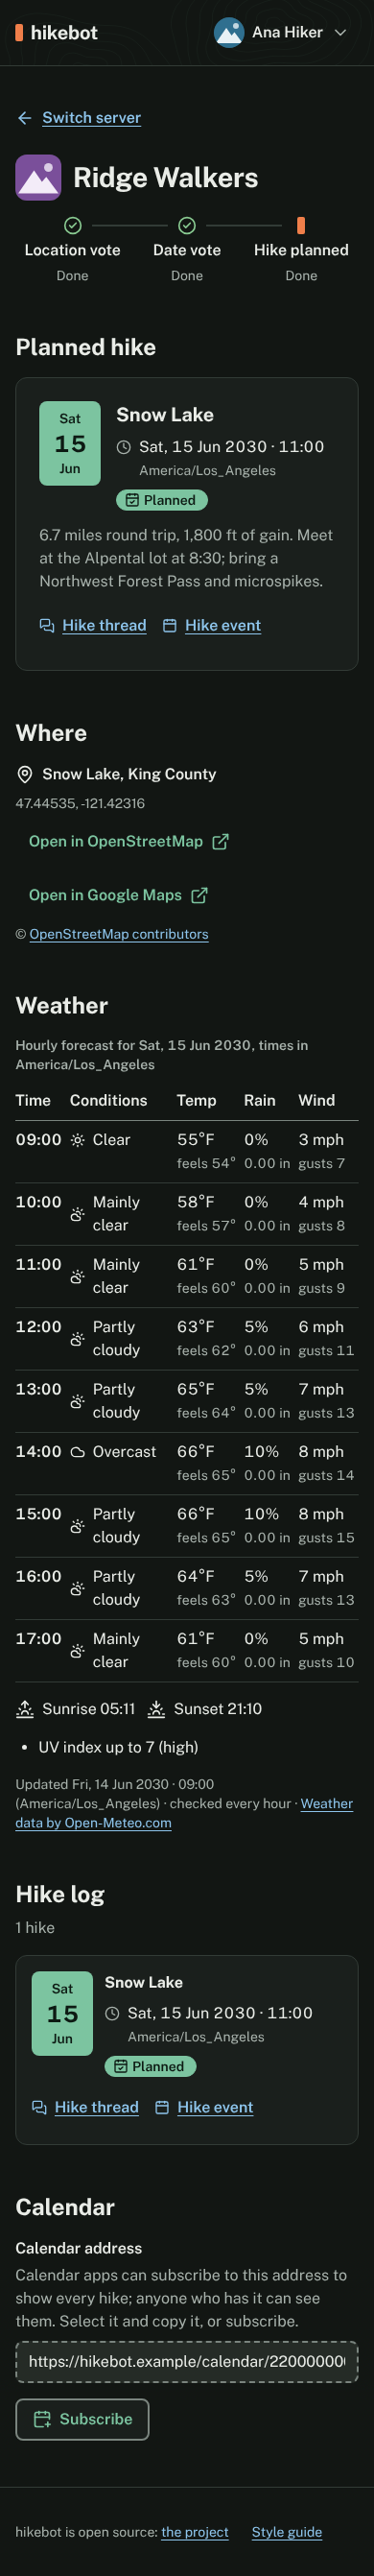 hikebot
Ana Hiker
Switch server
Ridge Walkers
Location vote
Date vote
Hike planned
Done
Done
Done
Planned hike
Sat
15
Jun
Snow Lake
Sat, 15 Jun 2030 · 11:00
America/Los_Angeles
Planned
6.7 miles round trip, 1,800 ft of gain. Meet
at the Alpental lot at 8:30; bring a
Northwest Forest Pass and microspikes.
Hike thread
Hike event
Where
Snow Lake, King County
47.44535, -121.42316
Open in OpenStreetMap
Open in Google Maps
© OpenStreetMap contributors
Weather
Hourly forecast for Sat, 15 Jun 2030, times in
America/Los_Angeles
Time Conditions Temp Rain Wind
09:00 Clear 55°F 0% 3 mph
feels 54° 0.00 in gusts 7
10:00 Mainly 58°F 0% 4 mph
clear feels 57° 0.00 in gusts 8
11:00 Mainly 61°F 0% 5 mph
clear feels 60° 0.00 in gusts 9
12:00 Partly 63°F 5% 6 mph
cloudy feels 62° 0.00 in gusts 11
13:00 Partly 65°F 5% 7 mph
cloudy feels 64° 0.00 in gusts 13
14:00 Overcast 66°F 10% 8 mph
feels 65° 0.00 in gusts 14
15:00 Partly 66°F 10% 8 mph
cloudy feels 65° 0.00 in gusts 15
16:00 Partly 64°F 5% 7 mph
cloudy feels 63° 0.00 in gusts 13
17:00 Mainly 61°F 0% 5 mph
clear feels 60° 0.00 in gusts 10
Sunrise 05:11 Sunset 21:10
• UV index up to 7 (high)
Updated Fri, 14 Jun 2030 · 09:00
(America/Los_Angeles) · checked every hour · Weather
data by Open-Meteo.com
Hike log
1 hike
Sat
15
Jun
Snow Lake
Sat, 15 Jun 2030 · 11:00
America/Los_Angeles
Planned
Hike thread
Hike event
Calendar
Calendar address
Calendar apps can subscribe to this address to
show every hike; anyone who has it can see
them. Select it and copy it, or subscribe.
https://hikebot.example/calendar/220000000
Subscribe
hikebot is open source: the project
Style guide